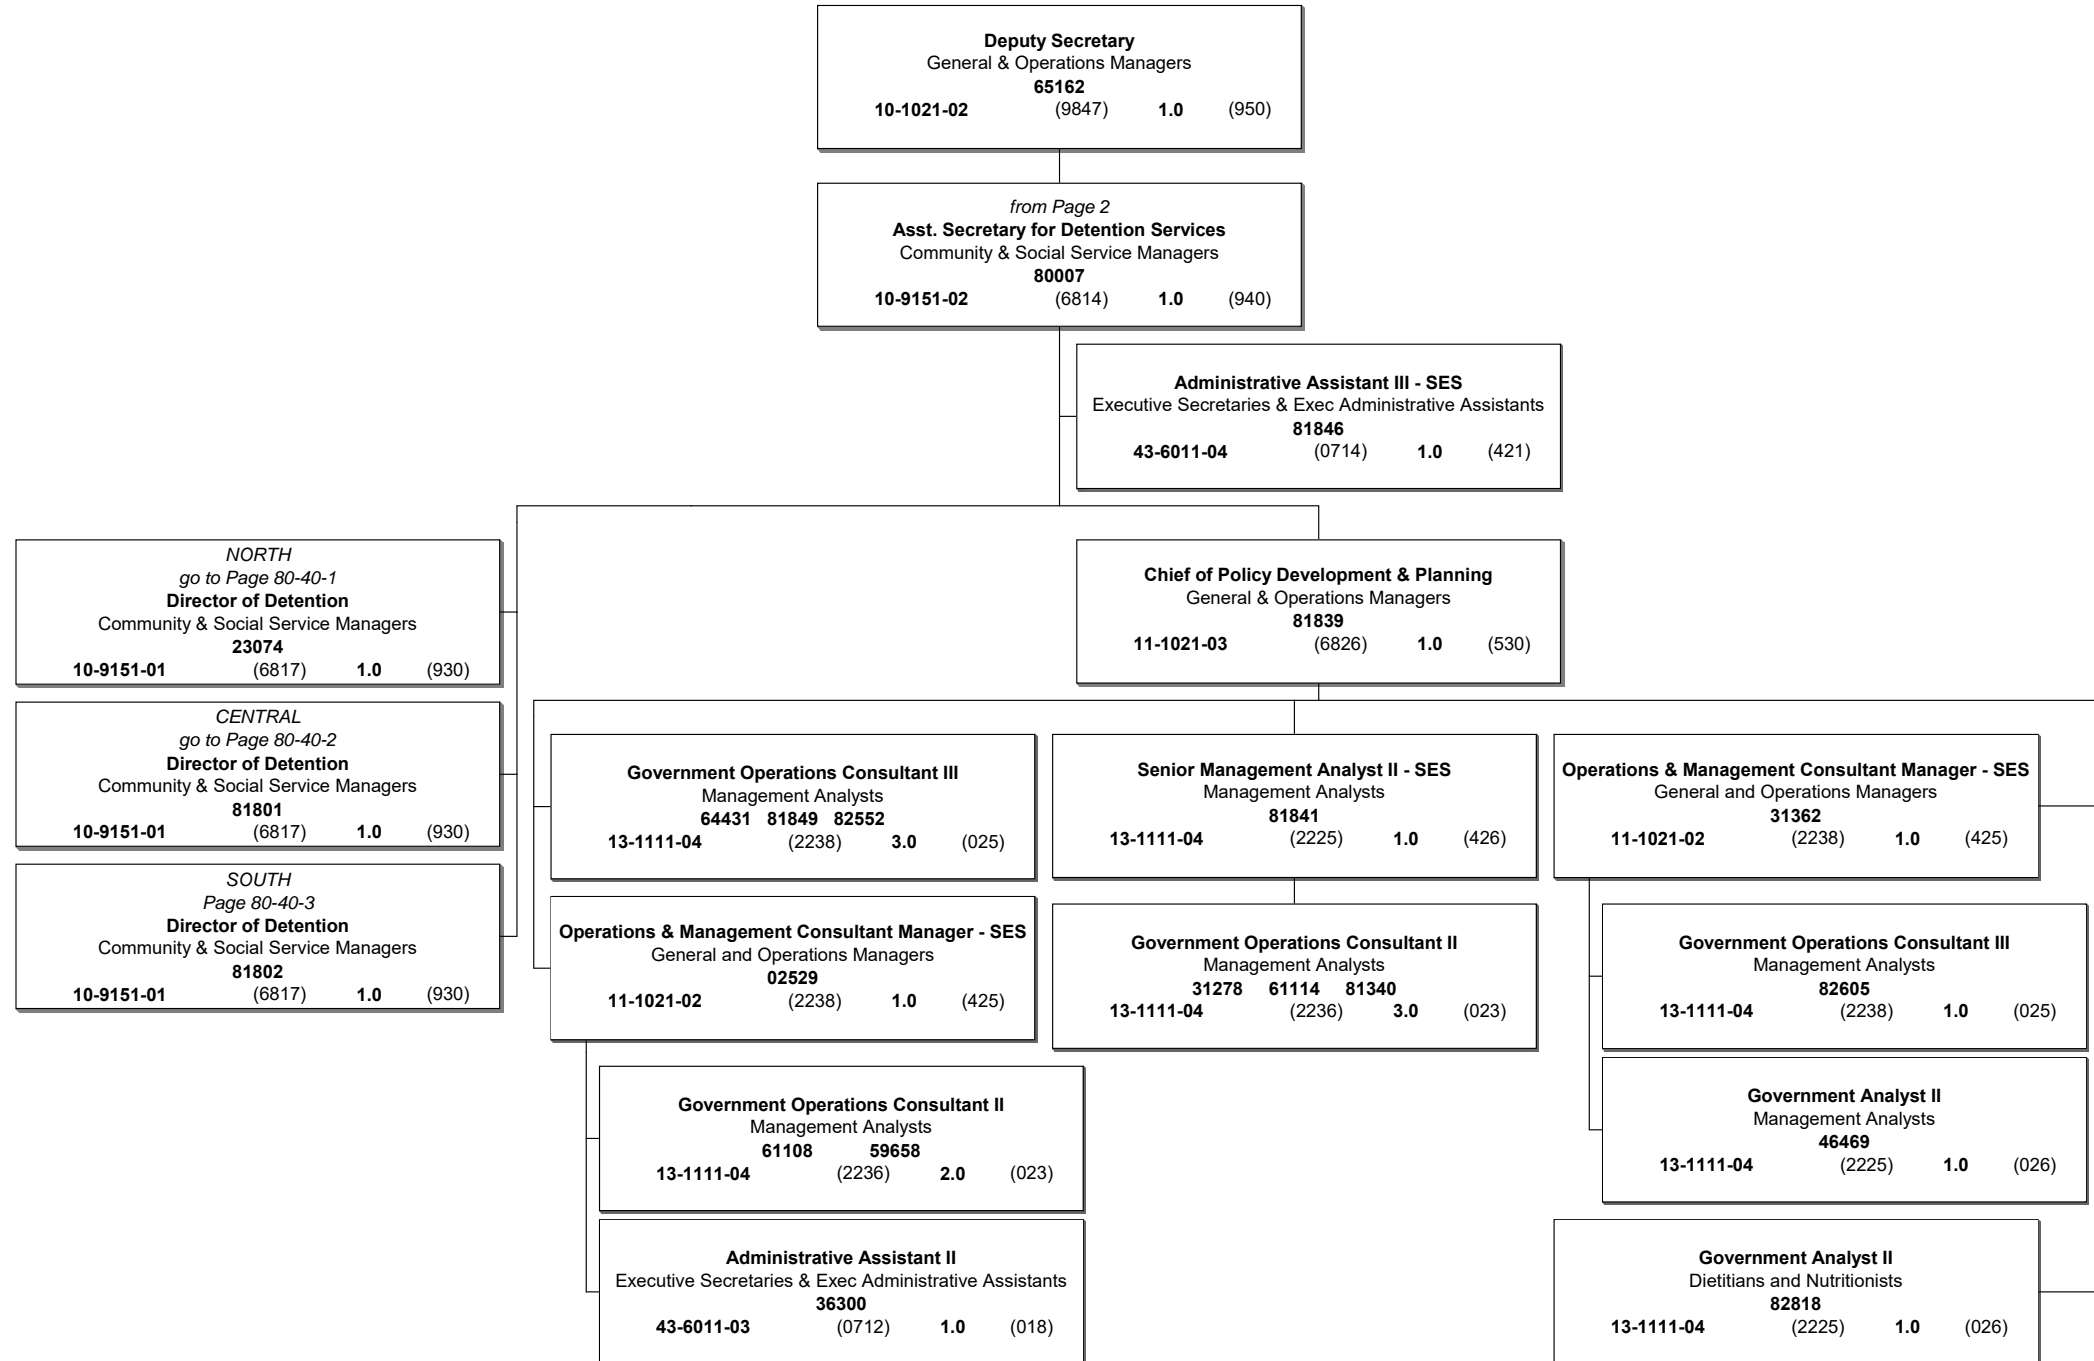 Deputy Secretary
General & Operations Managers
65162
10-1021-02 (9847) 1.0 (950)
from Page 2
Asst. Secretary for Detention Services
Community & Social Service Managers
80007
10-9151-02 (6814) 1.0 (940)
Administrative Assistant III - SES
Executive Secretaries & Exec Administrative Assistants
81846
43-6011-04 (0714) 1.0 (421)
NORTH
go to Page 80-40-1
Director of Detention
Community & Social Service Managers
23074
10-9151-01 (6817) 1.0 (930)
CENTRAL
go to Page 80-40-2
Director of Detention
Community & Social Service Managers
81801
10-9151-01 (6817) 1.0 (930)
SOUTH
Page 80-40-3
Director of Detention
Community & Social Service Managers
81802
10-9151-01 (6817) 1.0 (930)
Chief of Policy Development & Planning
General & Operations Managers
81839
11-1021-03 (6826) 1.0 (530)
Government Operations Consultant III
Management Analysts
64431 81849 82552
13-1111-04 (2238) 3.0 (025)
Operations & Management Consultant Manager - SES
General and Operations Managers
02529
11-1021-02 (2238) 1.0 (425)
Government Operations Consultant II
Management Analysts
61108 59658
13-1111-04 (2236) 2.0 (023)
Administrative Assistant II
Executive Secretaries & Exec Administrative Assistants
36300
43-6011-03 (0712) 1.0 (018)
Senior Management Analyst II - SES
Management Analysts
81841
13-1111-04 (2225) 1.0 (426)
Government Operations Consultant II
Management Analysts
31278 61114 81340
13-1111-04 (2236) 3.0 (023)
Operations & Management Consultant Manager - SES
General and Operations Managers
31362
11-1021-02 (2238) 1.0 (425)
Government Operations Consultant III
Management Analysts
82605
13-1111-04 (2238) 1.0 (025)
Government Analyst II
Management Analysts
46469
13-1111-04 (2225) 1.0 (026)
Government Analyst II
Dietitians and Nutritionists
82818
13-1111-04 (2225) 1.0 (026)